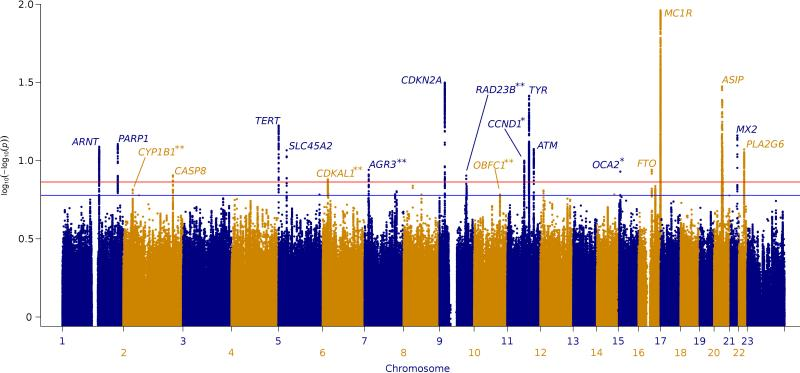 2.0
MC1R
1.5
CDKN2A
RAD23B**
TYR
ASIP
TERT
CCND1*
MX2
ARNT
PARP1
SLC45A2
ATM
PLA2G6
CYP1B1**
CASP8
CDKAL1**
AGR3**
OBFC1**
OCA2*
FTO
1.0
0.5
0
log₁₀(−log₁₀(p))
1 3 5 7 9 11 13 15 17 19 21 23
2 4 6 8 10 12 14 16 18 20 22
Chromosome